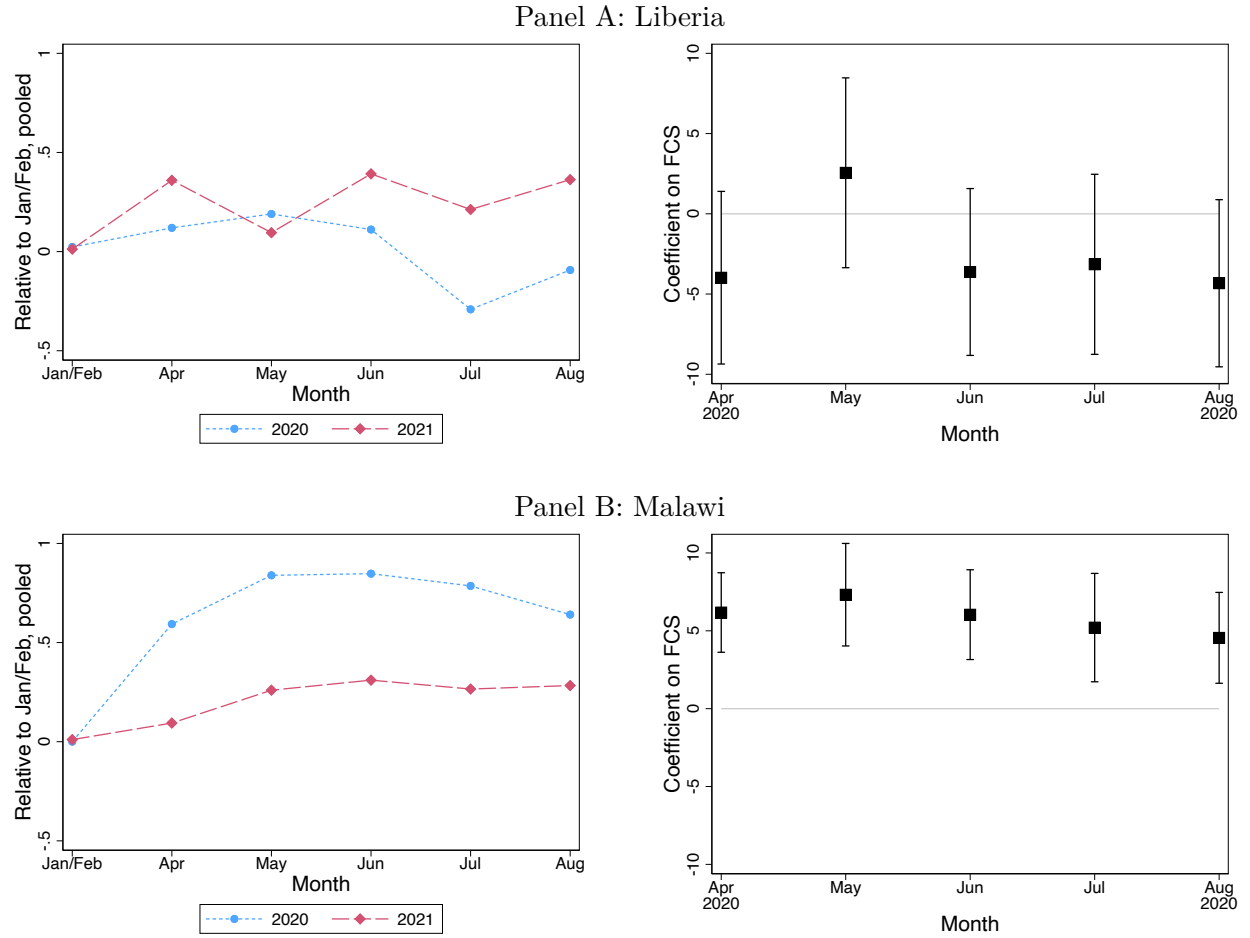 Panel A: Liberia
Relative to Jan/Feb, pooled
1
.5
0
-.5
Jan/Feb Apr May Jun Jul Aug
Month
2020 2021
Coefficient on FCS
10
5
0
-5
-10
Apr May Jun Jul Aug
2020 2020
Month
Panel B: Malawi
Relative to Jan/Feb, pooled
1
.5
0
-.5
Jan/Feb Apr May Jun Jul Aug
Month
2020 2021
Coefficient on FCS
10
5
0
-5
-10
Apr May Jun Jul Aug
2020 2020
Month